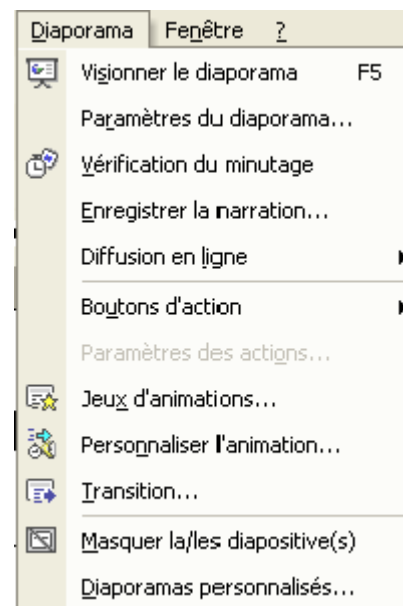 Diaporama Fenêtre ?
Visionner le diaporama F5
Paramètres du diaporama...
Vérification du minutage
Enregistrer la narration...
Diffusion en ligne
Boutons d'action
Paramètres des actions...
Jeux d'animations...
Personnaliser l'animation...
Transition...
Masquer la/les diapositive(s)
Diaporamas personnalisés...